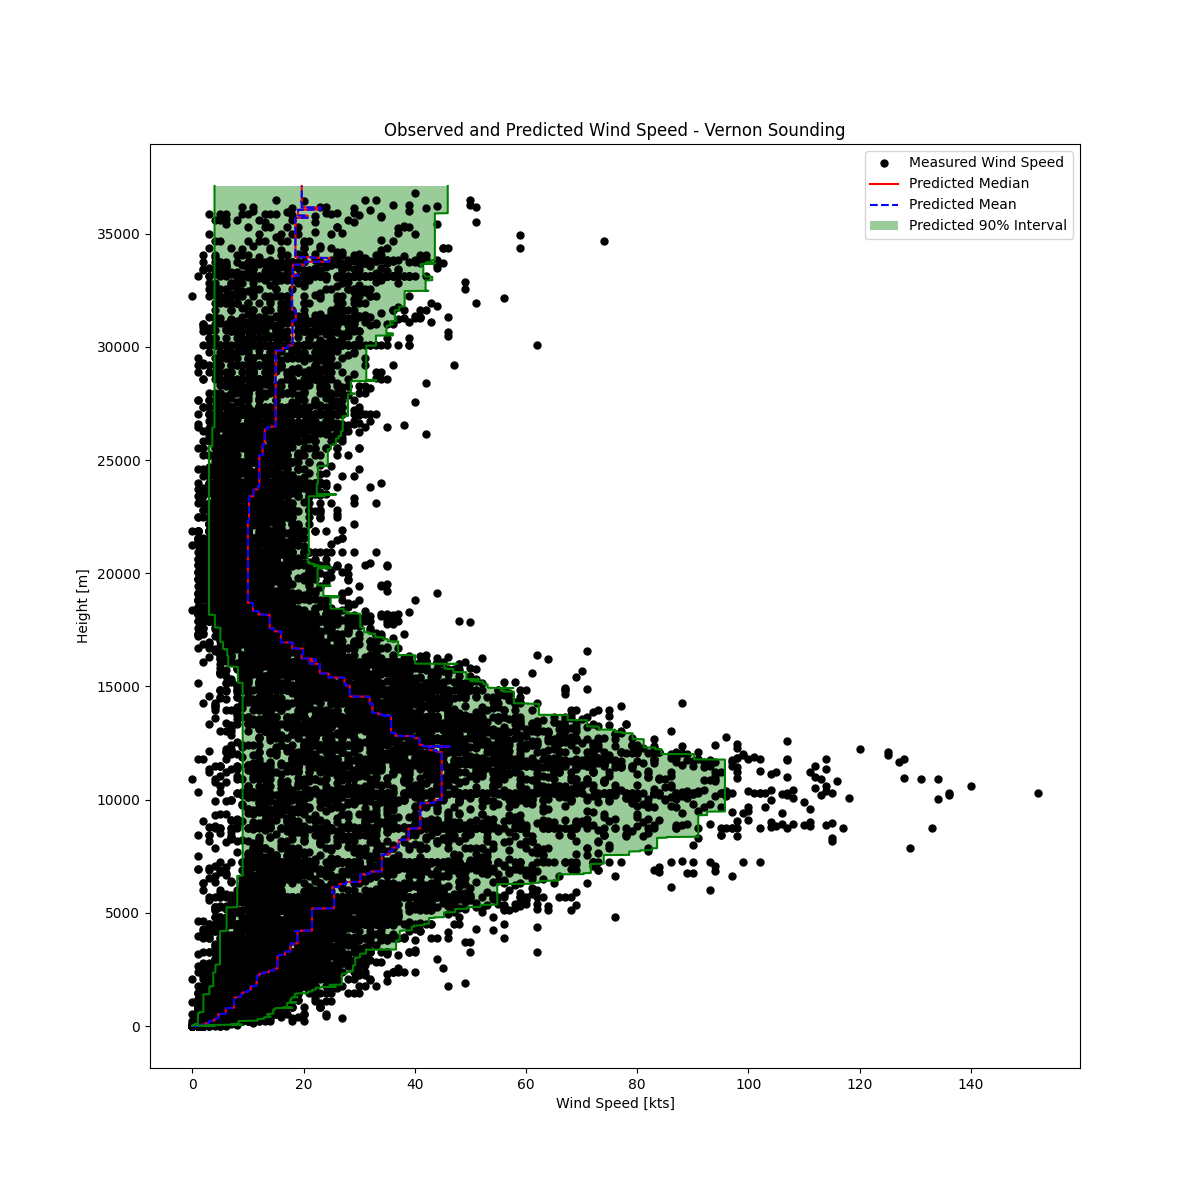 Observed and Predicted Wind Speed - Vernon Sounding
Measured Wind Speed
Predicted Median
Predicted Mean
Predicted 90% Interval
35000
30000
25000
20000
15000
10000
5000
0
Height [m]
0 20 40 60 80 100 120 140
Wind Speed [kts]